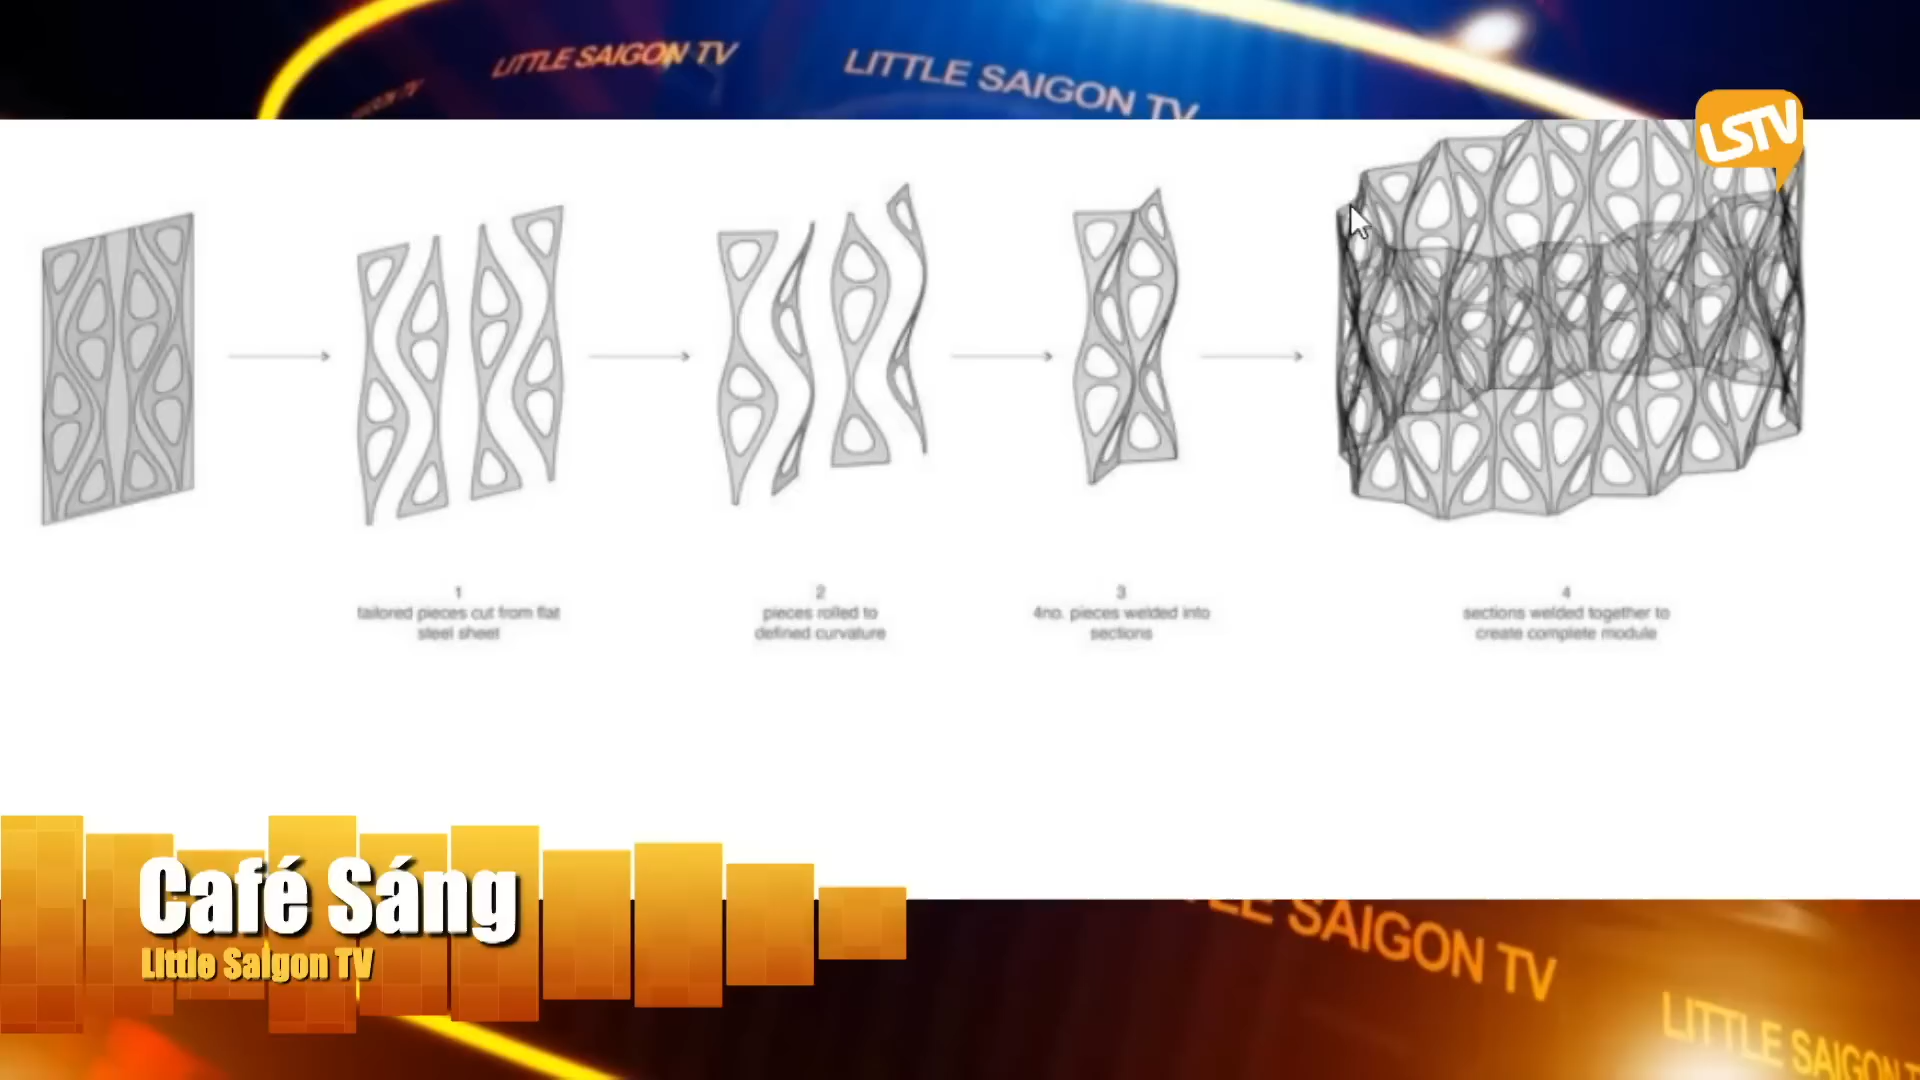 LITTLE SAIGON TV
LITTLE SAIGON TV
LSTV
1
tailored pieces cut from flat
steel sheet
2
pieces rolled to
defined curvature
3
4no. pieces welded into
sections
4
sections welded together to
create complete module
Café Sáng
Little Saigon TV
SAIGON TV
LITTLE SAIGON